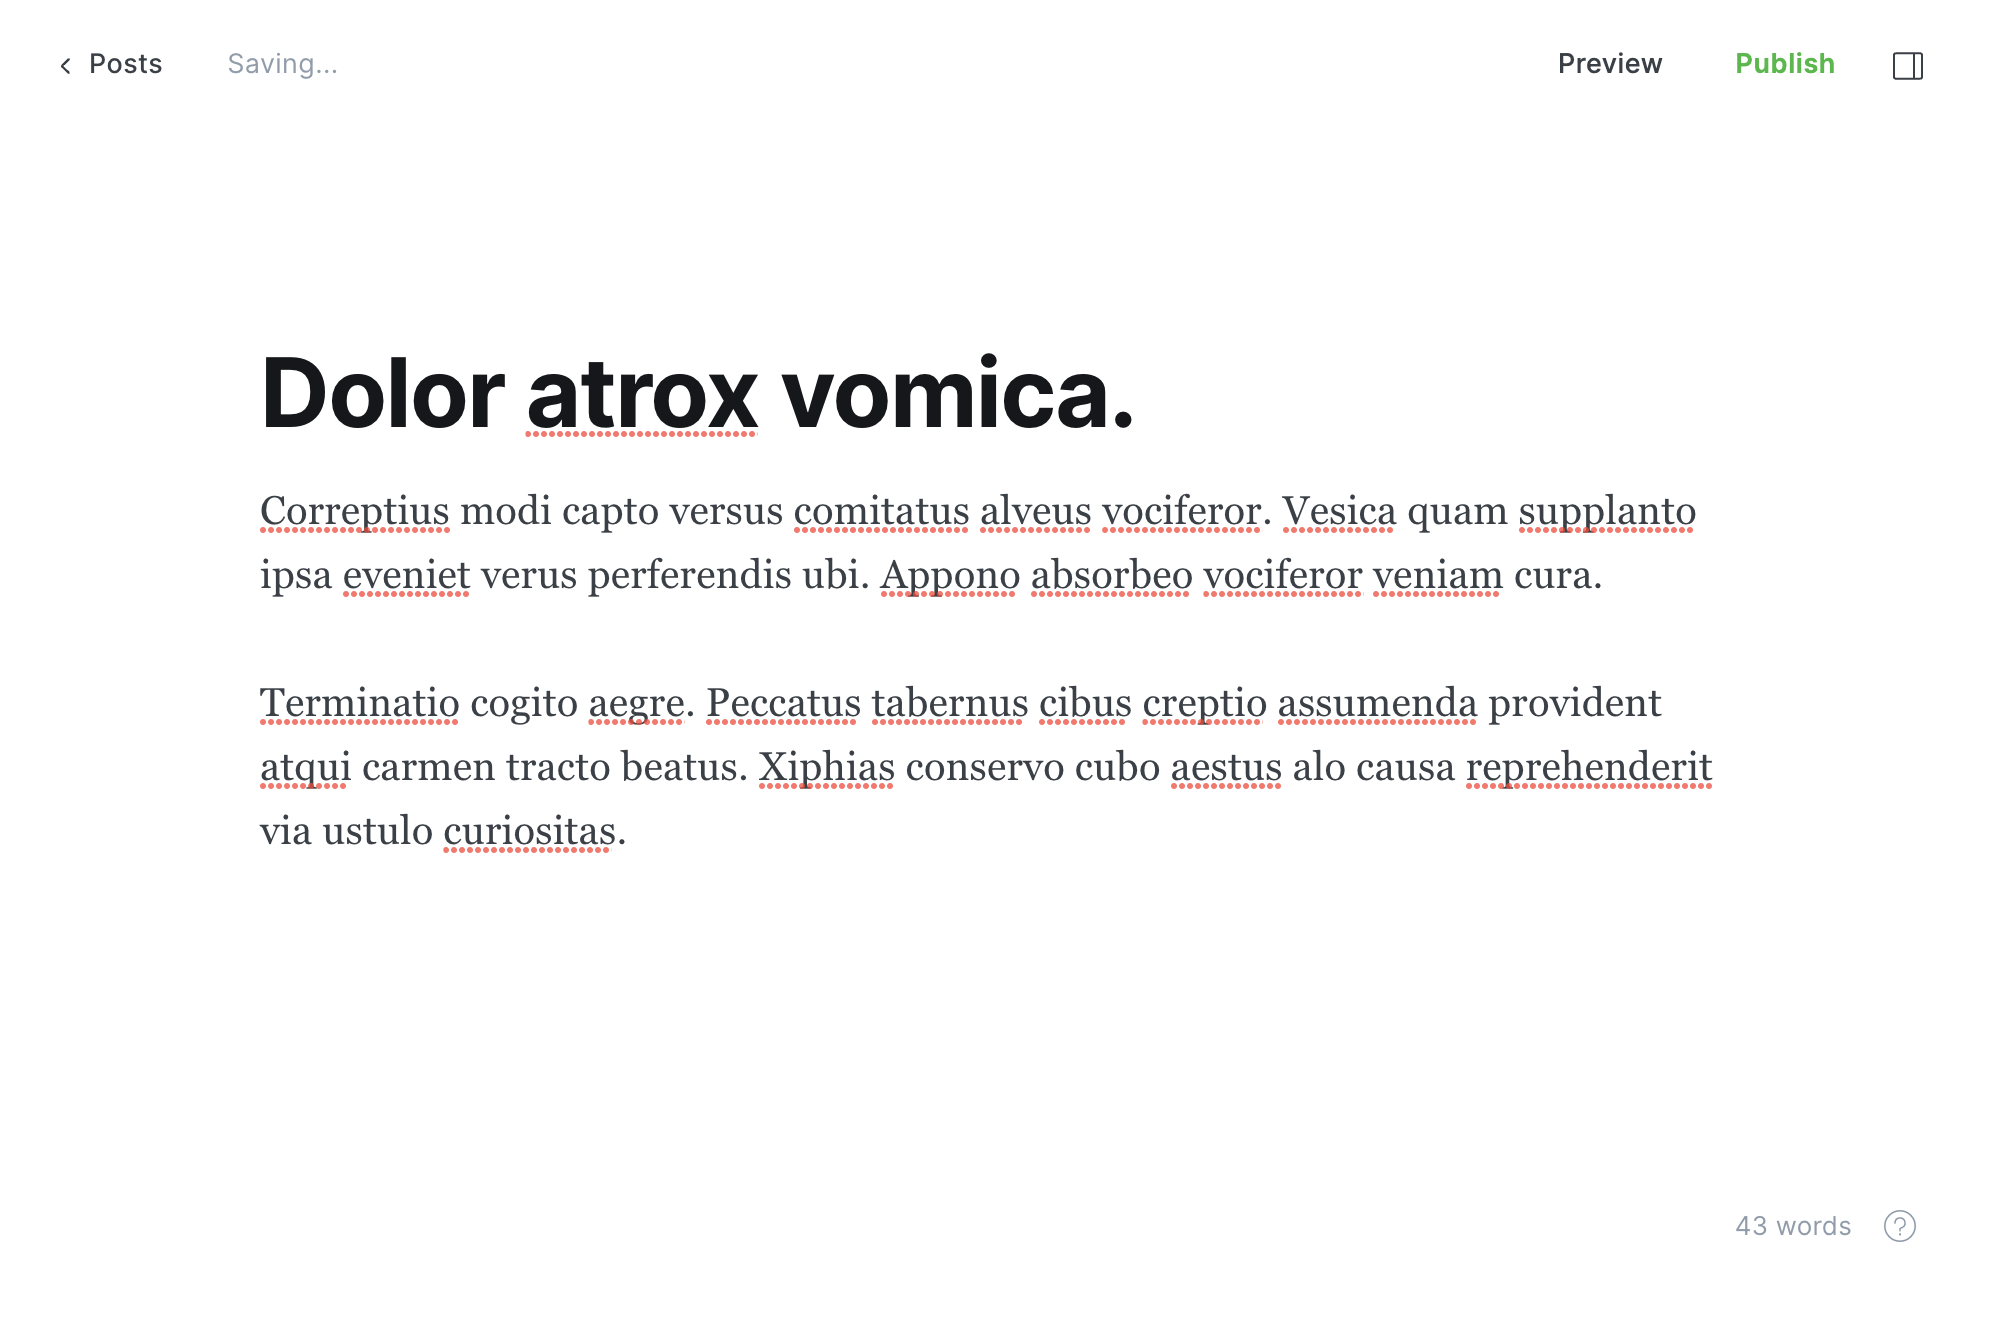 Posts Saving... Preview Publish
Dolor atrox vomica.
Correptius modi capto versus comitatus alveus vociferor. Vesica quam supplanto
ipsa eveniet verus perferendis ubi. Appono absorbeo vociferor veniam cura.
Terminatio cogito aegre. Peccatus tabernus cibus creptio assumenda provident
atqui carmen tracto beatus. Xiphias conservo cubo aestus alo causa reprehenderit
via ustulo curiositas.
43 words ?